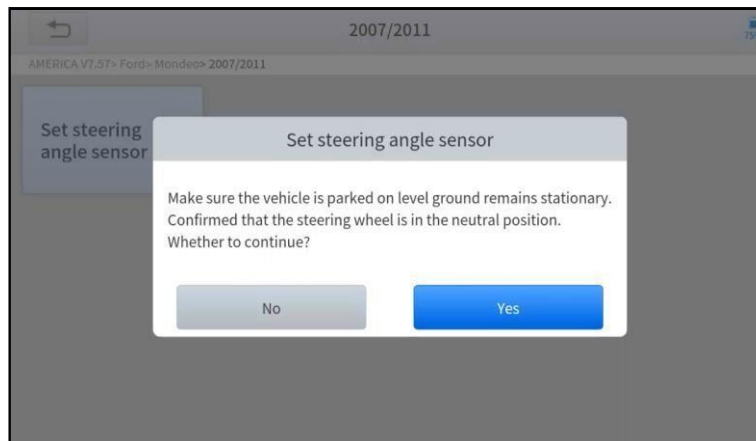 2007/2011
75%
AMERICA V7.57> Ford> Mondeo> 2007/2011
Set steering
angle sensor
Set steering angle sensor
Make sure the vehicle is parked on level ground remains stationary.
Confirmed that the steering wheel is in the neutral position.
Whether to continue?
No
Yes